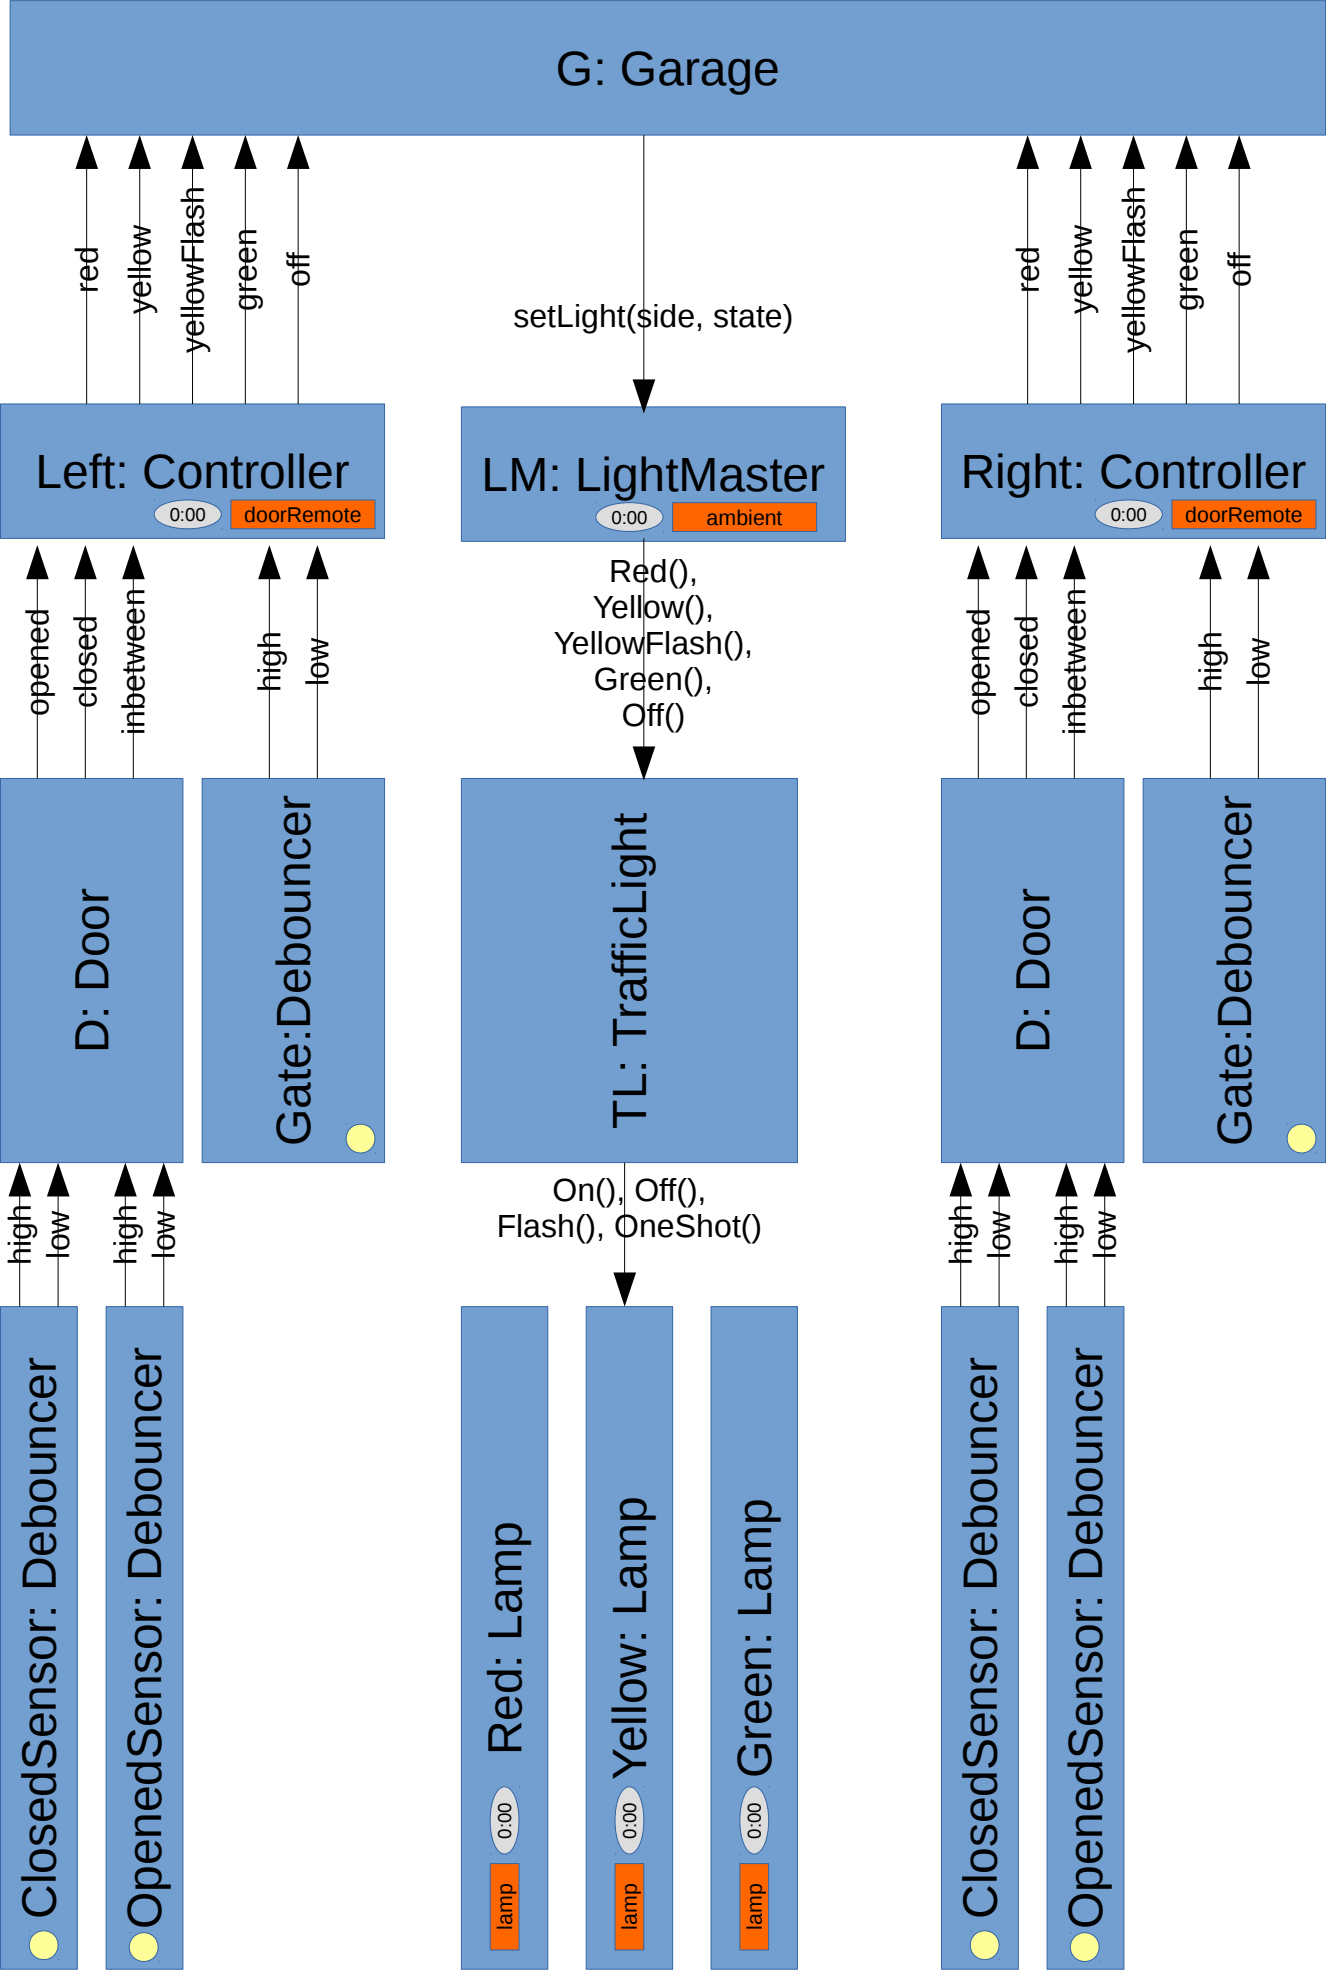 G: Garage
red
yellow
yellowFlash
green
off
setLight(side, state)
red
yellow
yellowFlash
green
off
Left: Controller
0:00
doorRemote
LM: LightMaster
0:00
ambient
Right: Controller
0:00
doorRemote
opened
closed
inbetween
high
low
Red(),
Yellow(),
YellowFlash(),
Green(),
Off()
opened
closed
inbetween
high
low
D: Door
Gate:Debouncer
TL: TrafficLight
D: Door
Gate:Debouncer
high
low
high
low
On(), Off(),
Flash(), OneShot()
high
low
high
low
ClosedSensor: Debouncer
OpenedSensor: Debouncer
Red: Lamp
0:00
lamp
Yellow: Lamp
0:00
lamp
Green: Lamp
0:00
lamp
ClosedSensor: Debouncer
OpenedSensor: Debouncer